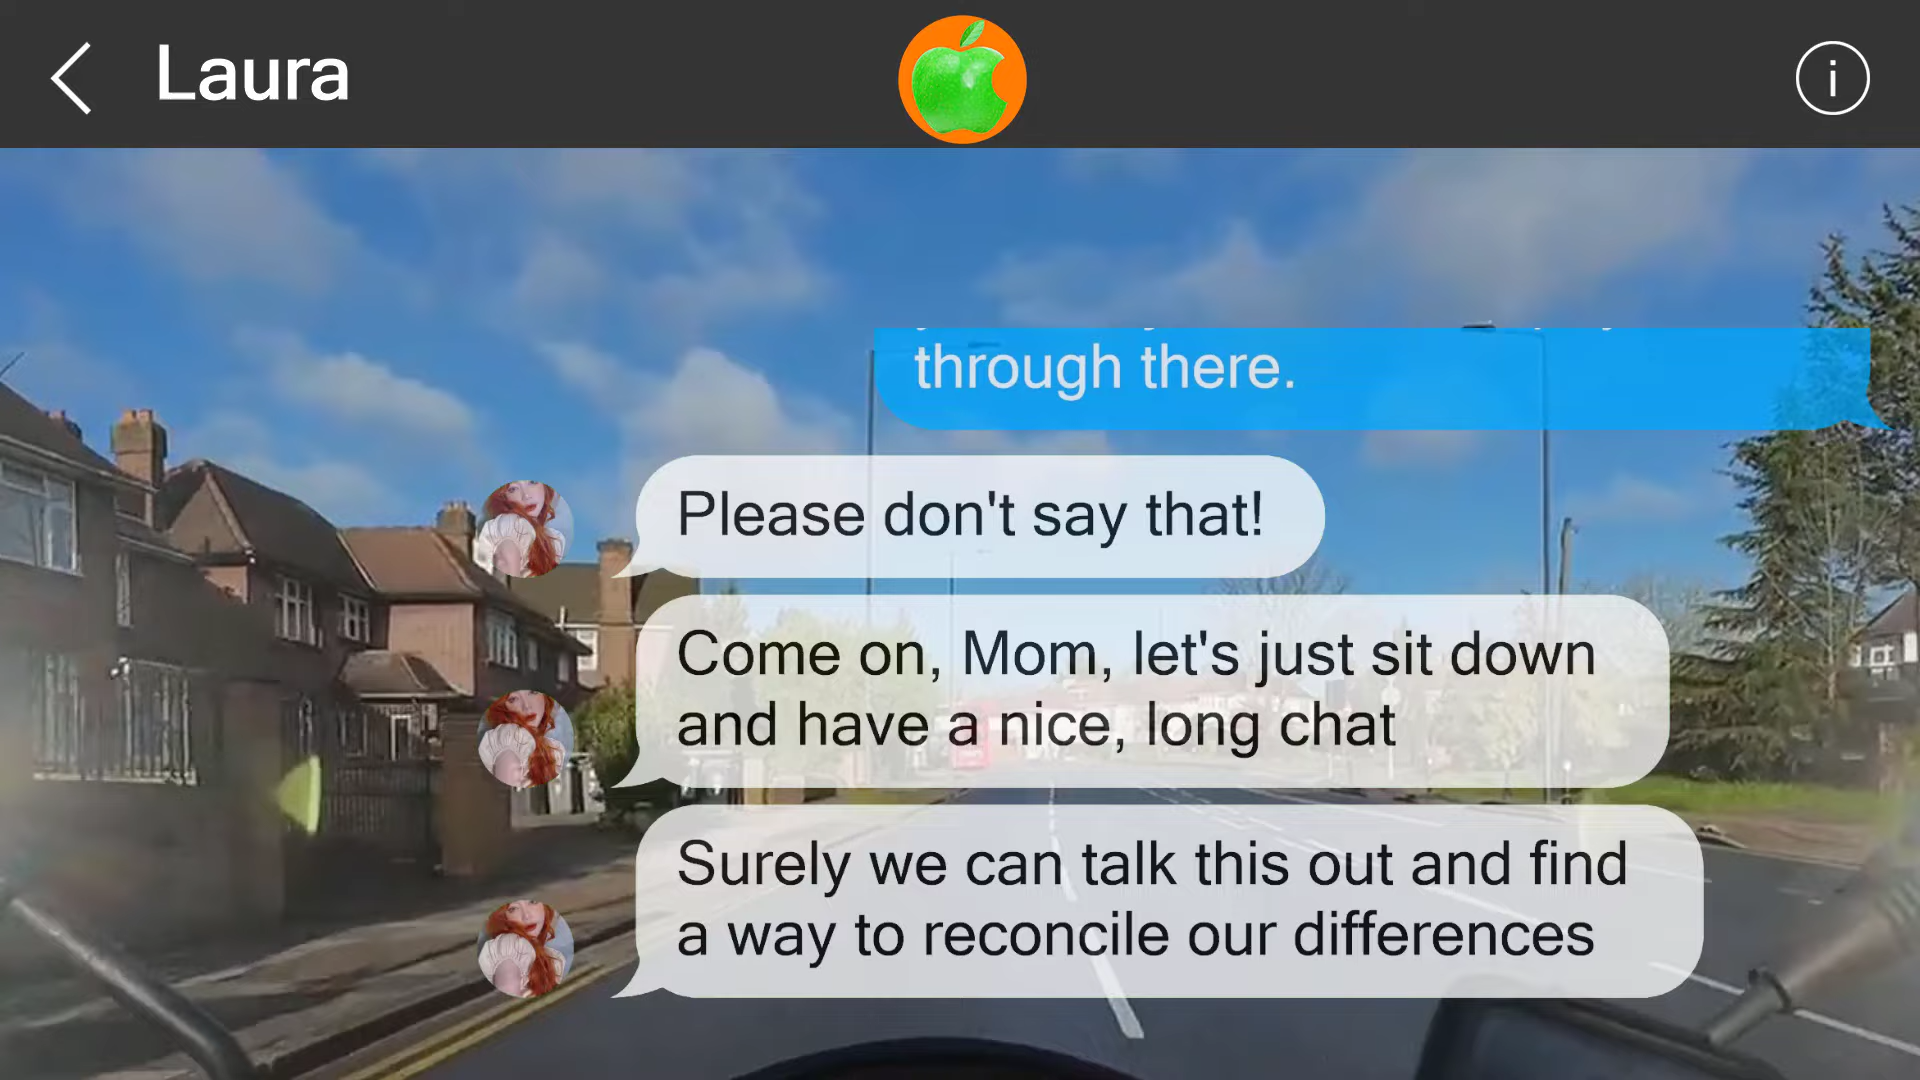 Laura
through there.
Please don't say that!
Come on, Mom, let's just sit down
and have a nice, long chat
Surely we can talk this out and find
a way to reconcile our differences